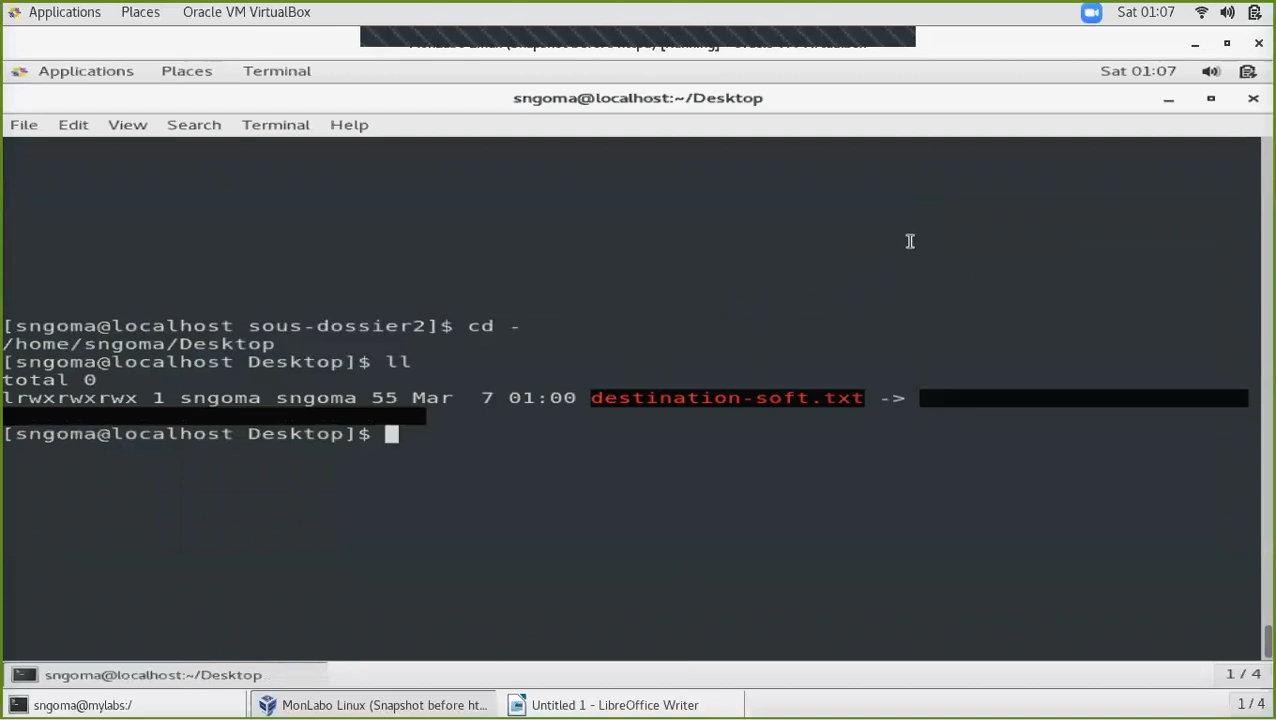 Applications Places Oracle VM VirtualBox Sat 01:07
Applications Places Terminal Sat 01:07
sngoma@localhost:~/Desktop
File Edit View Search Terminal Help
[sngoma@localhost sous-dossier2]$ cd -
/home/sngoma/Desktop
[sngoma@localhost Desktop]$ ll
total 0
lrwxrwxrwx 1 sngoma sngoma 55 Mar 7 01:00 destination-soft.txt ->
[sngoma@localhost Desktop]$
sngoma@localhost:~/Desktop 1 / 4
sngoma@mylabs:/ MonLabo Linux (Snapshot before ht... Untitled 1 - LibreOffice Writer 1 / 4